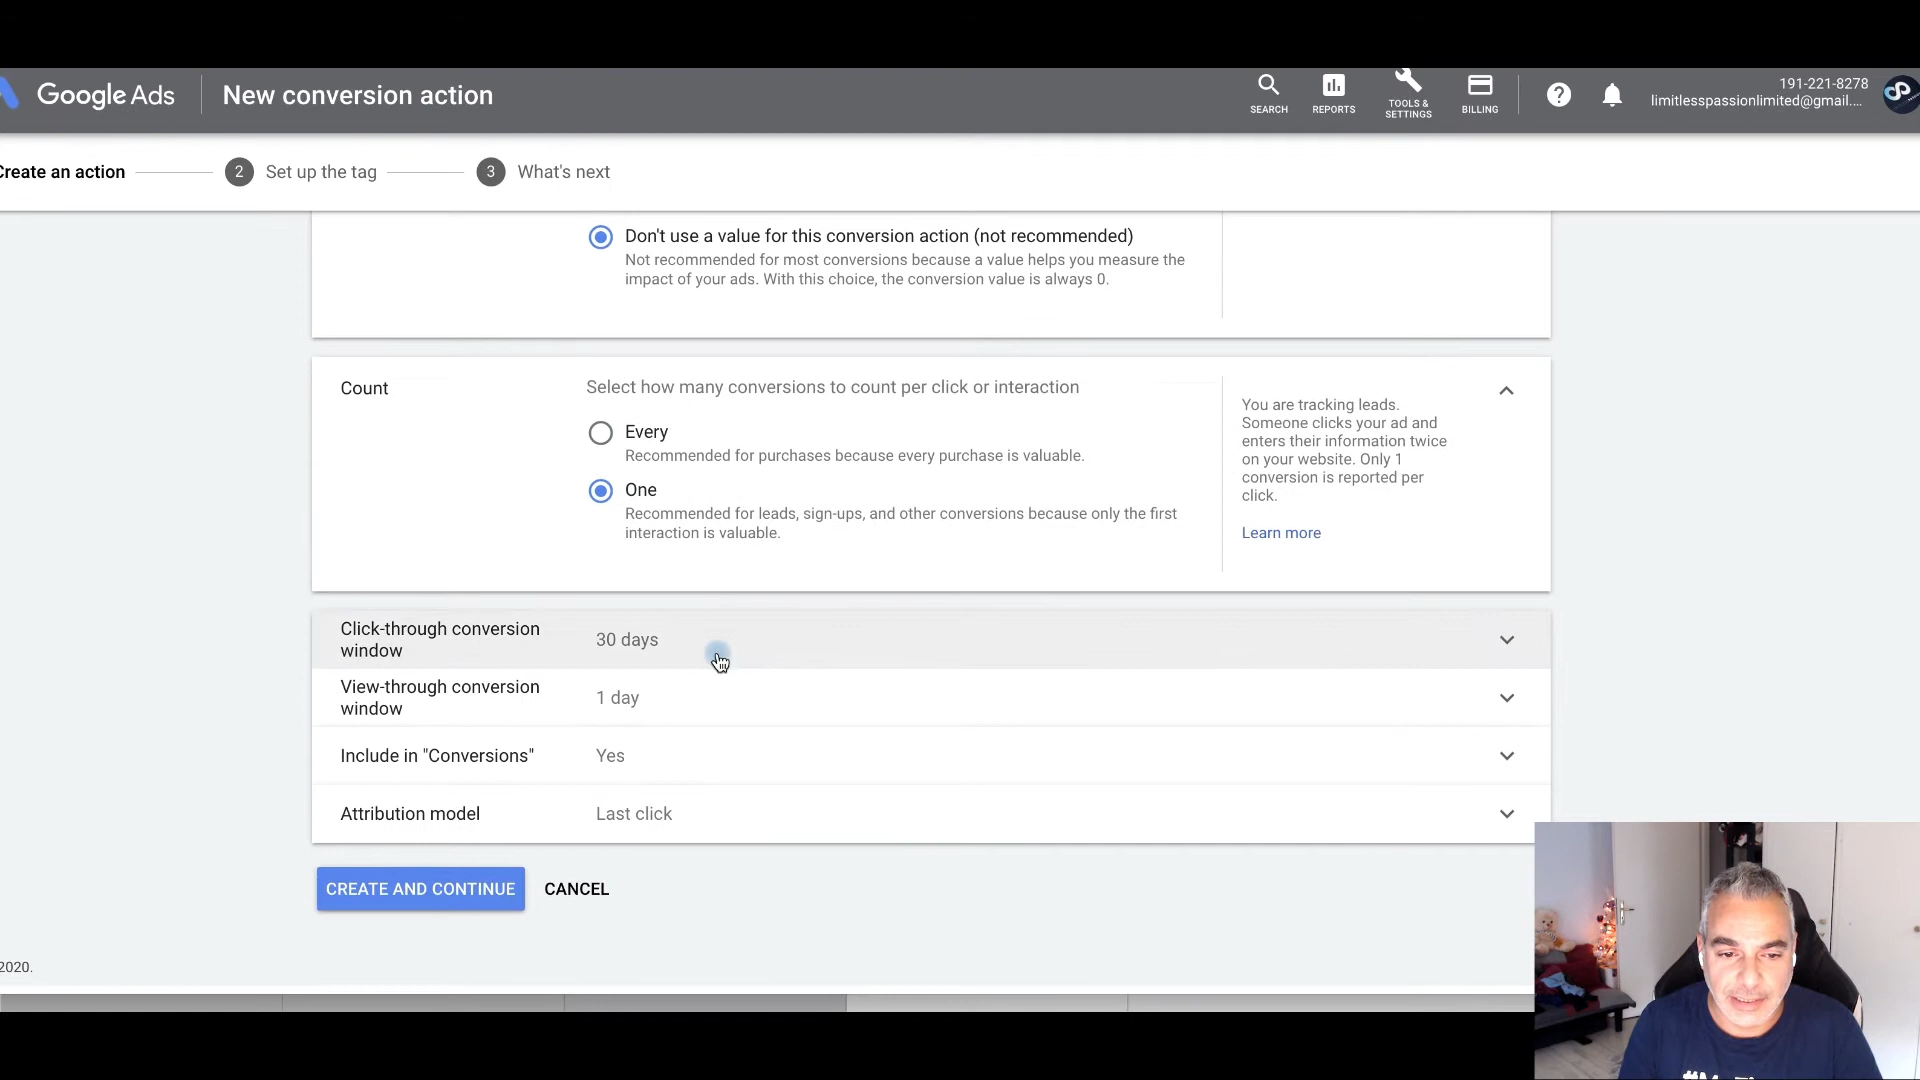 Google Ads
New conversion action
SEARCH
REPORTS
TOOLS &
SETTINGS
BILLING
191-221-8278
limitlesspassionlimited@gmail....
Create an action
2
Set up the tag
3
What's next
Don't use a value for this conversion action (not recommended)
Not recommended for most conversions because a value helps you measure the
impact of your ads. With this choice, the conversion value is always 0.
Count
Select how many conversions to count per click or interaction
Every
Recommended for purchases because every purchase is valuable.
One
Recommended for leads, sign-ups, and other conversions because only the first
interaction is valuable.
You are tracking leads.
Someone clicks your ad and
enters their information twice
on your website. Only 1
conversion is reported per
click.
Learn more
Click-through conversion
window
30 days
View-through conversion
window
1 day
Include in "Conversions"
Yes
Attribution model
Last click
CREATE AND CONTINUE
CANCEL
2020.